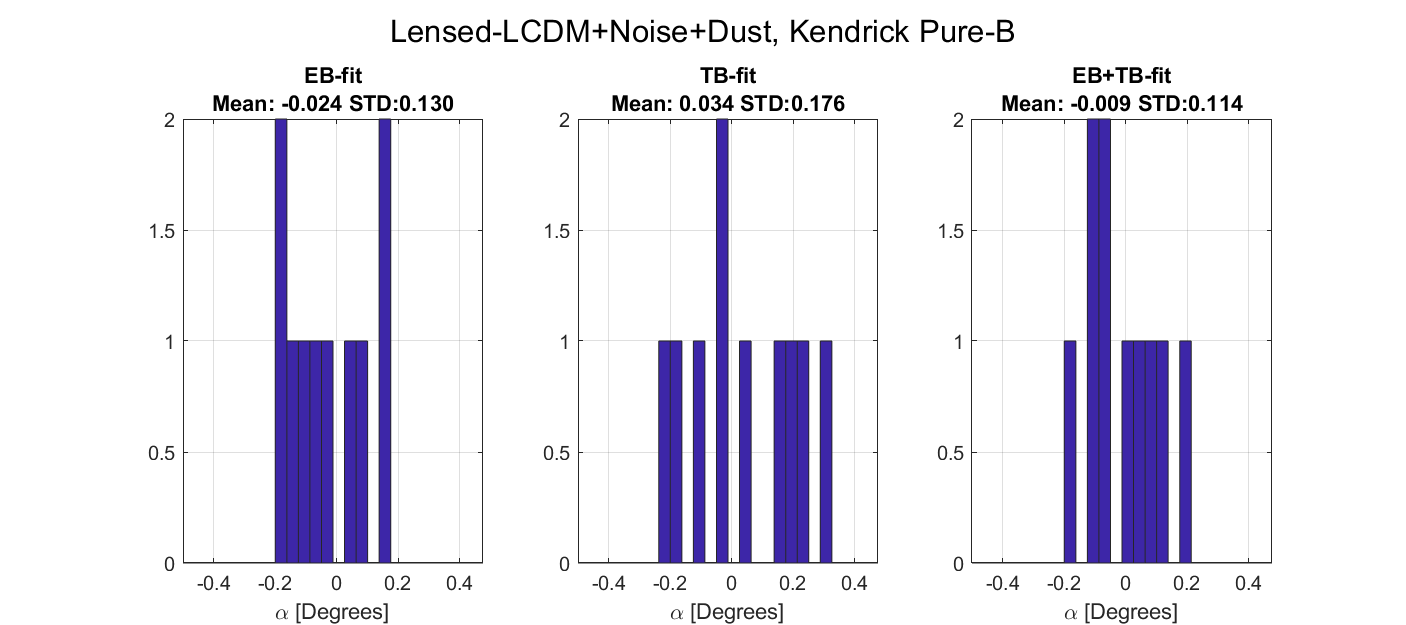 Lensed-LCDM+Noise+Dust, Kendrick Pure-B
EB-fit
Mean: -0.024 STD:0.130
2
1.5
1
0.5
0
-0.4 -0.2 0 0.2 0.4
α [Degrees]
TB-fit
Mean: 0.034 STD:0.176
2
1.5
1
0.5
0
-0.4 -0.2 0 0.2 0.4
α [Degrees]
EB+TB-fit
Mean: -0.009 STD:0.114
2
1.5
1
0.5
0
-0.4 -0.2 0 0.2 0.4
α [Degrees]